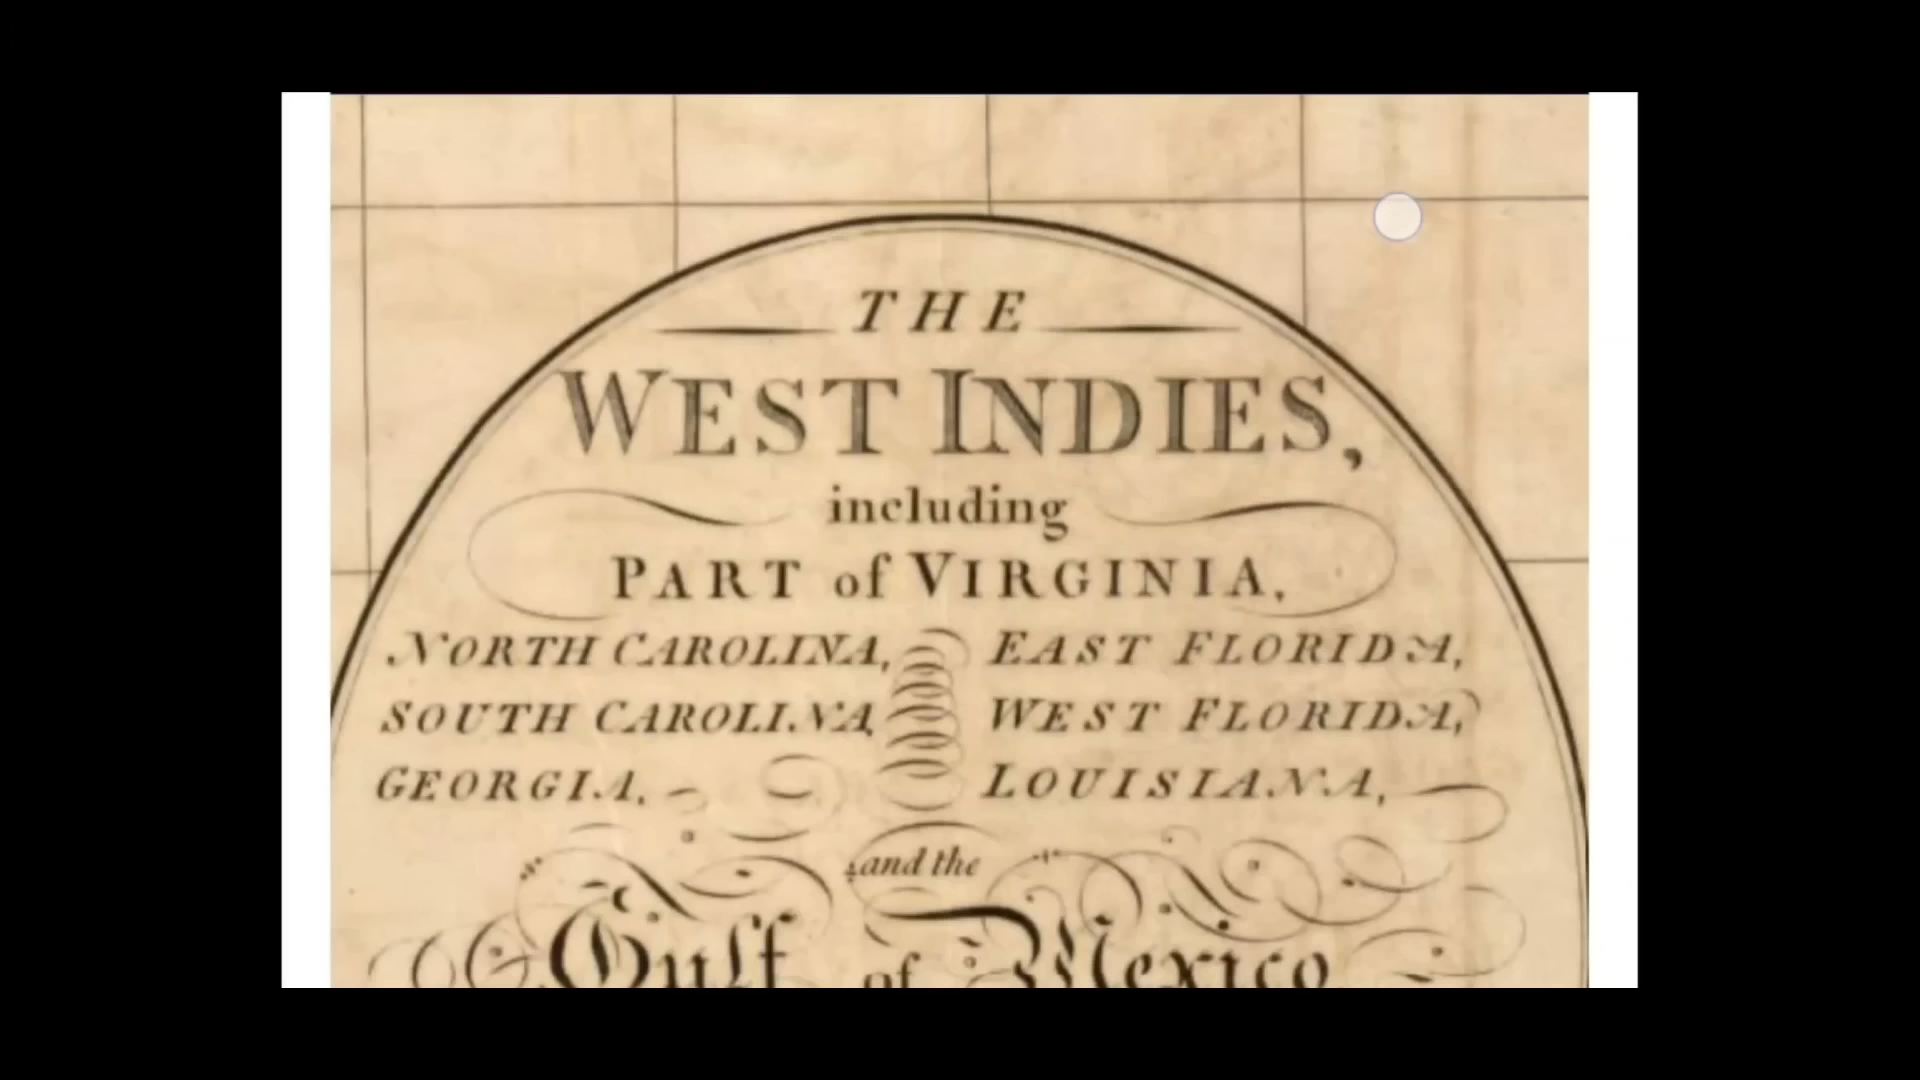 THE
WEST INDIES,
including
PART of VIRGINIA,
NORTH CAROLINA, EAST FLORIDA,
SOUTH CAROLINA, WEST FLORIDA,
GEORGIA, LOUISIANA,
and the
Gulf of Mexico